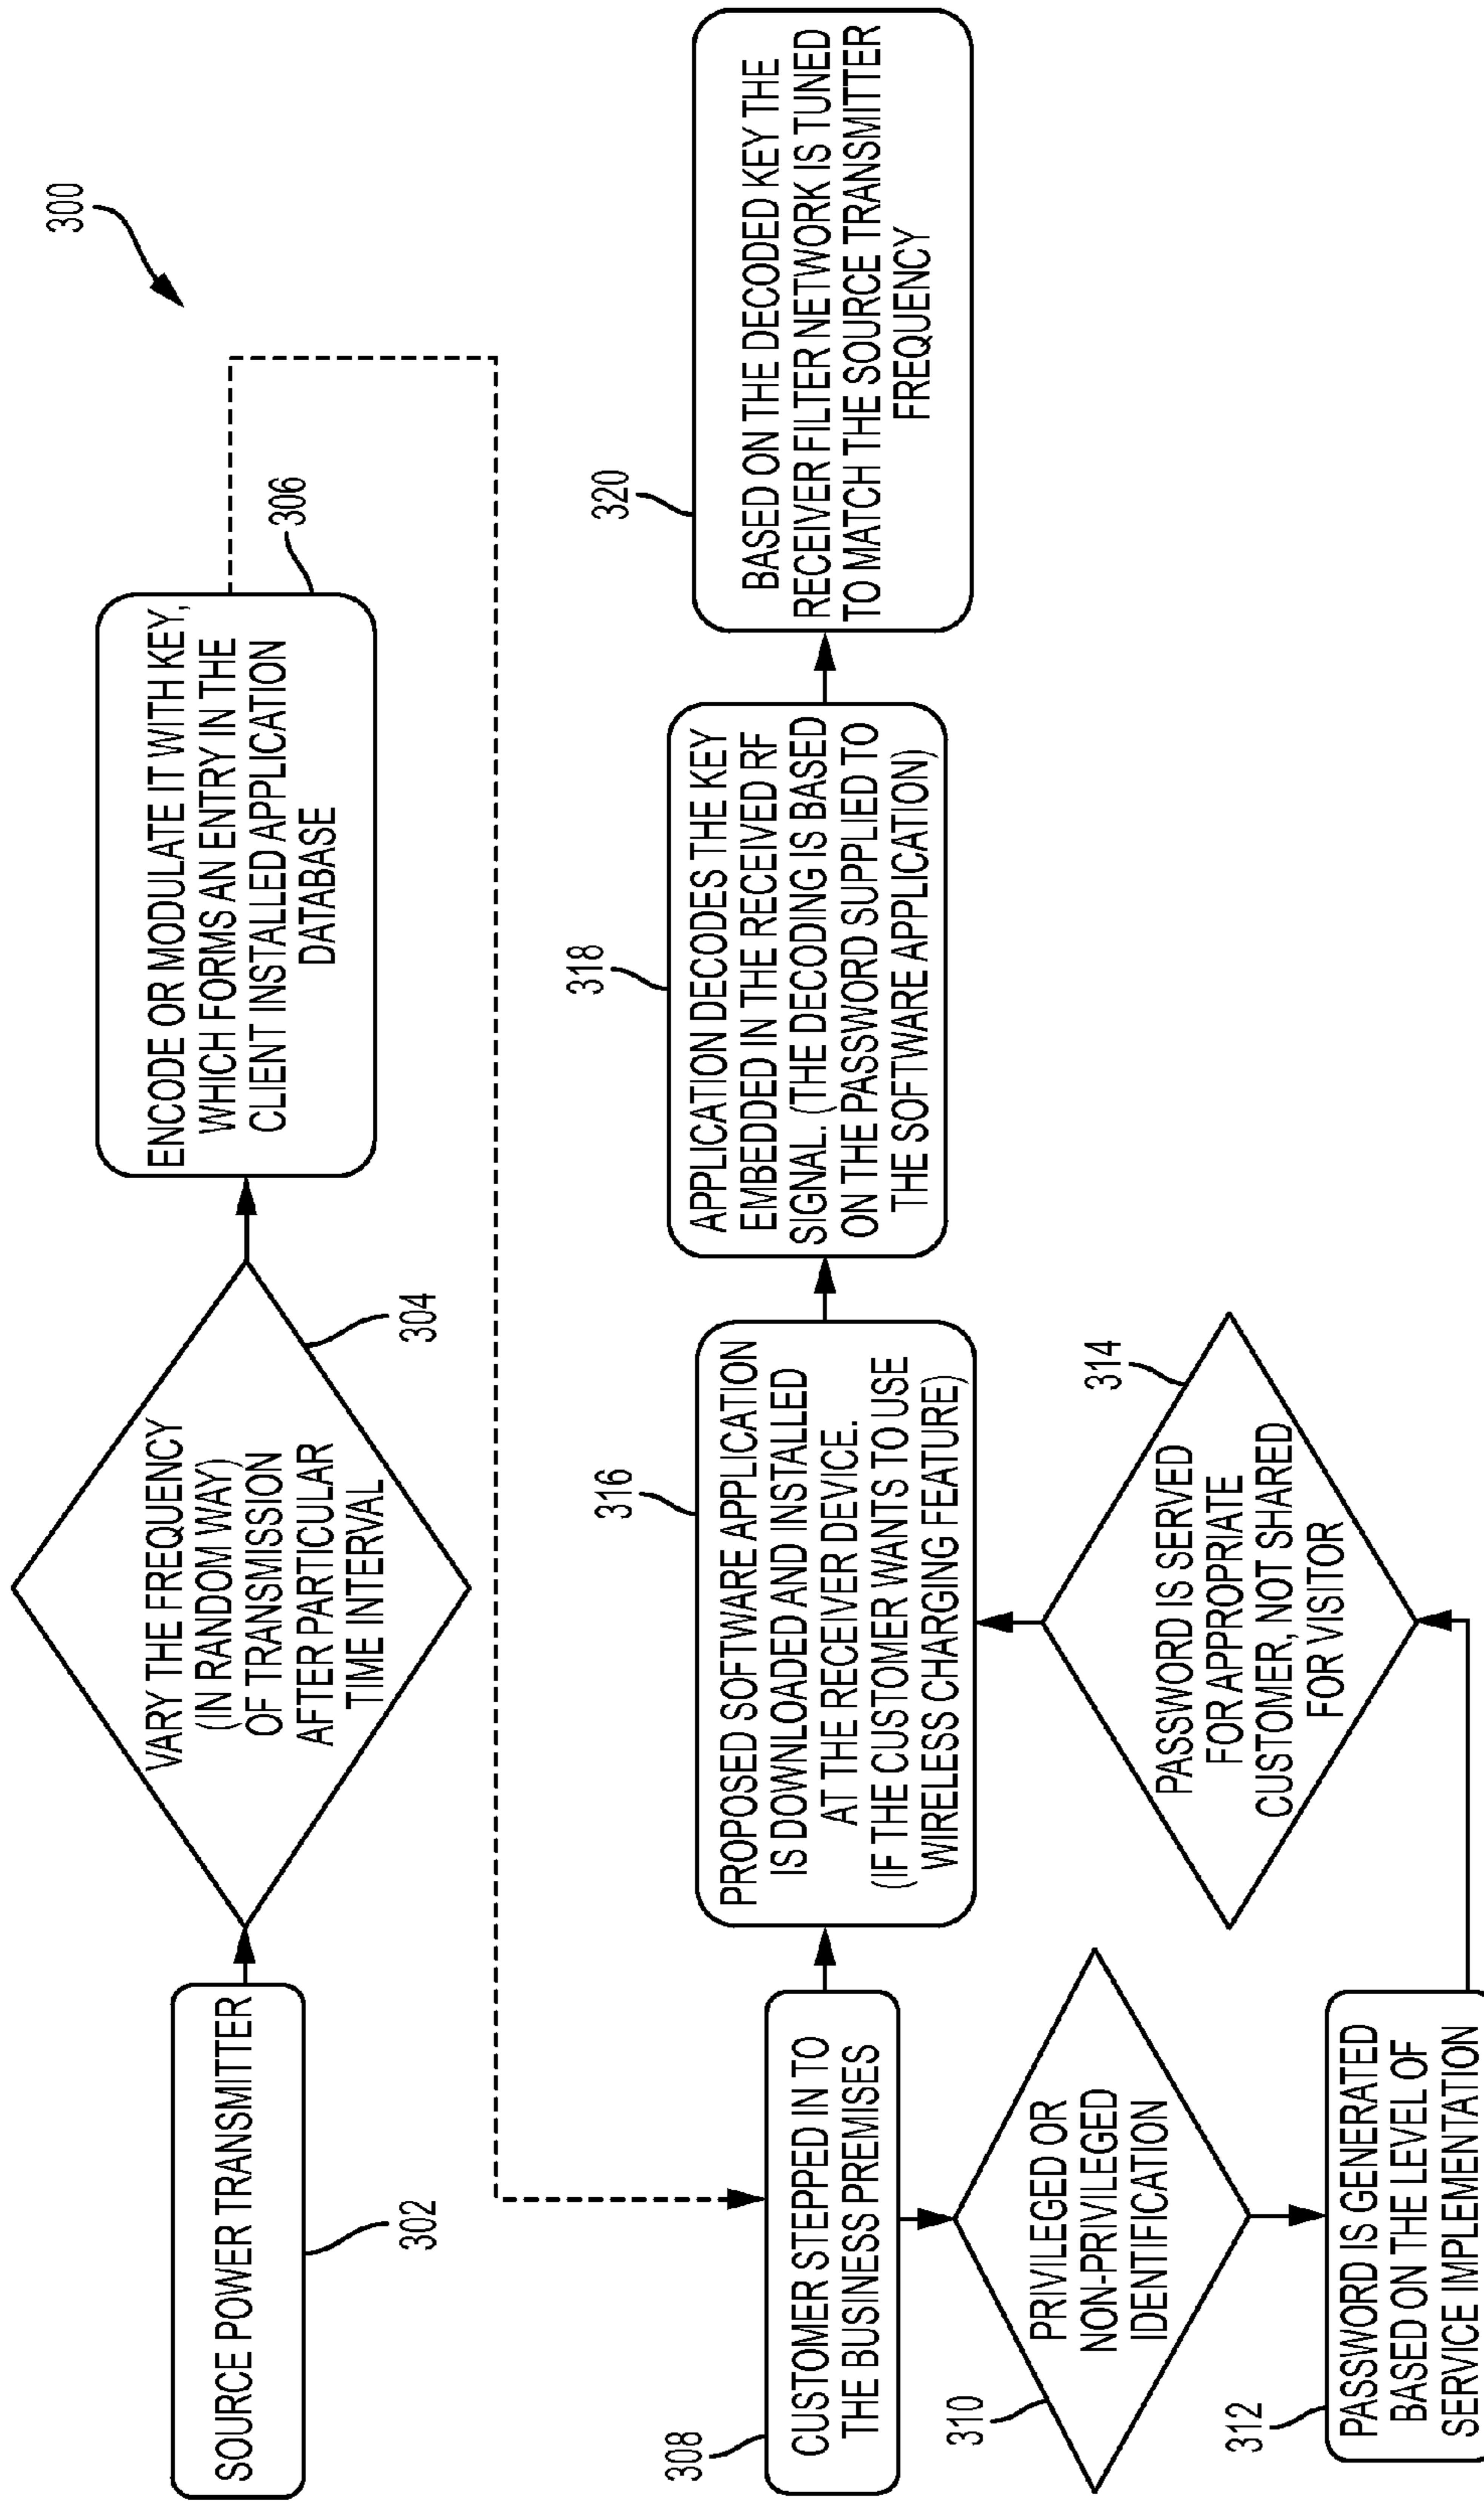 300
SOURCE POWER TRANSMITTER
302
VARY THE FREQUENCY
(IN RANDOM WAY)
OF TRANSMISSION
AFTER PARTICULAR
TIME INTERVAL
304
ENCODE OR MODULATE IT WITH KEY,
WHICH FORMS AN ENTRY IN THE
CLIENT INSTALLED APPLICATION
DATABASE
306
308
CUSTOMER STEPPED IN TO
THE BUSINESS PREMISES
310
PRIVILEGED OR
NON-PRIVILEGED
IDENTIFICATION
312
PASSWORD IS GENERATED
BASED ON THE LEVEL OF
SERVICE IMPLEMENTATION
314
PASSWORD IS SERVED
FOR APPROPRIATE
CUSTOMER, NOT SHARED
FOR VISITOR
316
PROPOSED SOFTWARE APPLICATION
IS DOWNLOADED AND INSTALLED
AT THE RECEIVER DEVICE.
(IF THE CUSTOMER WANTS TO USE
WIRELESS CHARGING FEATURE)
318
APPLICATION DECODES THE KEY
EMBEDDED IN THE RECEIVED RF
SIGNAL. (THE DECODING IS BASED
ON THE PASSWORD SUPPLIED TO
THE SOFTWARE APPLICATION)
320
BASED ON THE DECODED KEY THE
RECEIVER FILTER NETWORK IS TUNED
TO MATCH THE SOURCE TRANSMITTER
FREQUENCY